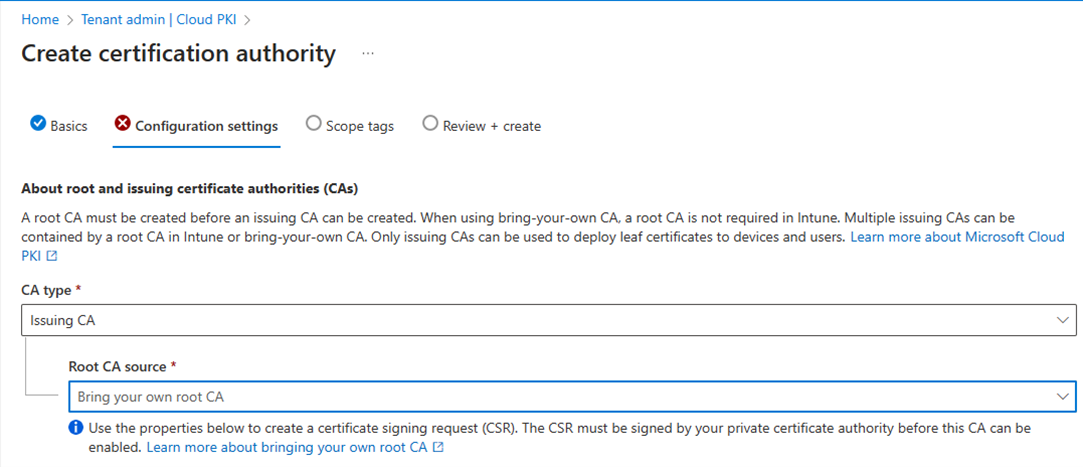 Home > Tenant admin | Cloud PKI >
Create certification authority ...
Basics Configuration settings Scope tags Review + create
About root and issuing certificate authorities (CAs)
A root CA must be created before an issuing CA can be created. When using bring-your-own CA, a root CA is not required in Intune. Multiple issuing CAs can be
contained by a root CA in Intune or bring-your-own CA. Only issuing CAs can be used to deploy leaf certificates to devices and users. Learn more about Microsoft Cloud
PKI
CA type *
Issuing CA
Root CA source *
Bring your own root CA
Use the properties below to create a certificate signing request (CSR). The CSR must be signed by your private certificate authority before this CA can be
enabled. Learn more about bringing your own root CA